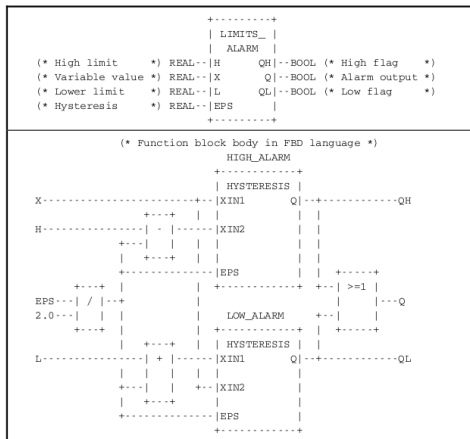 +---------+
| LIMITS_ |
| ALARM |
(* High limit *) REAL--|H QH|--BOOL (* High flag *)
(* Variable value *) REAL--|X Q|--BOOL (* Alarm output *)
(* Lower limit *) REAL--|L QL|--BOOL (* Low flag *)
(* Hysteresis *) REAL--|EPS |
+---------+
(* Function block body in FBD language *)
HIGH_ALARM
+------------+
| HYSTERESIS |
X------------------------+--|XIN1 Q|--+------------QH
+---+ | | | |
H----------------| - |------|XIN2 | |
+---| | | | | |
| +---+ | | | |
+--------------|EPS | | +-----+
+---+ | | +------------+ +--| >=1 |
EPS---| / |--+ | | |---Q
2.0---| | | | LOW_ALARM +--| |
+---+ | | +------------+ | +-----+
| +---+ | | HYSTERESIS | |
L----------------| + |------|XIN1 Q|--+------------QL
| | | | | |
+---| | +--|XIN2 |
| +---+ | |
+--------------|EPS |
+------------+